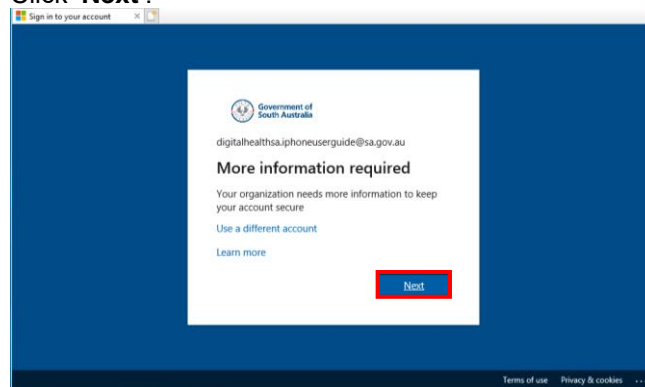 Click 'Next'.
Sign in to your account
Government of
South Australia
digitalhealthsa.iphoneuserguide@sa.gov.au
More information required
Your organization needs more information to keep
your account secure
Use a different account
Learn more
Next
Terms of use Privacy & cookies ..